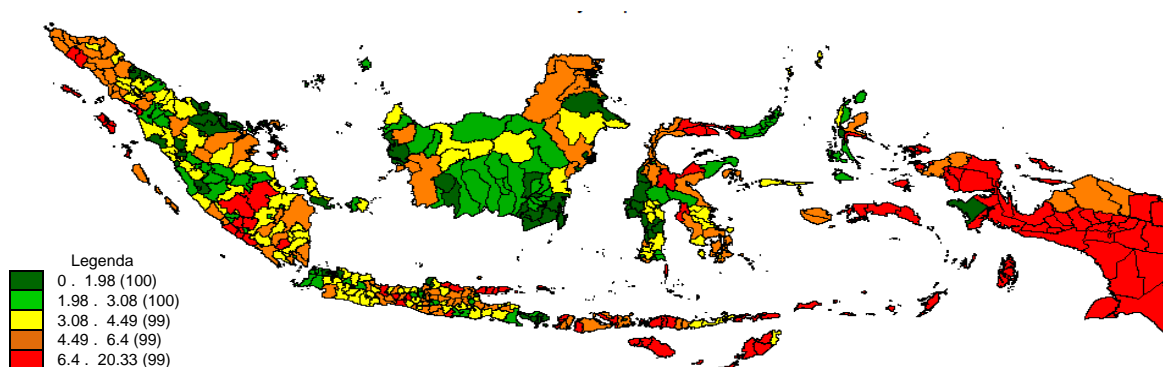 Legenda
0 . 1.98 (100)
1.98 . 3.08 (100)
3.08 . 4.49 (99)
4.49 . 6.4 (99)
6.4 . 20.33 (99)